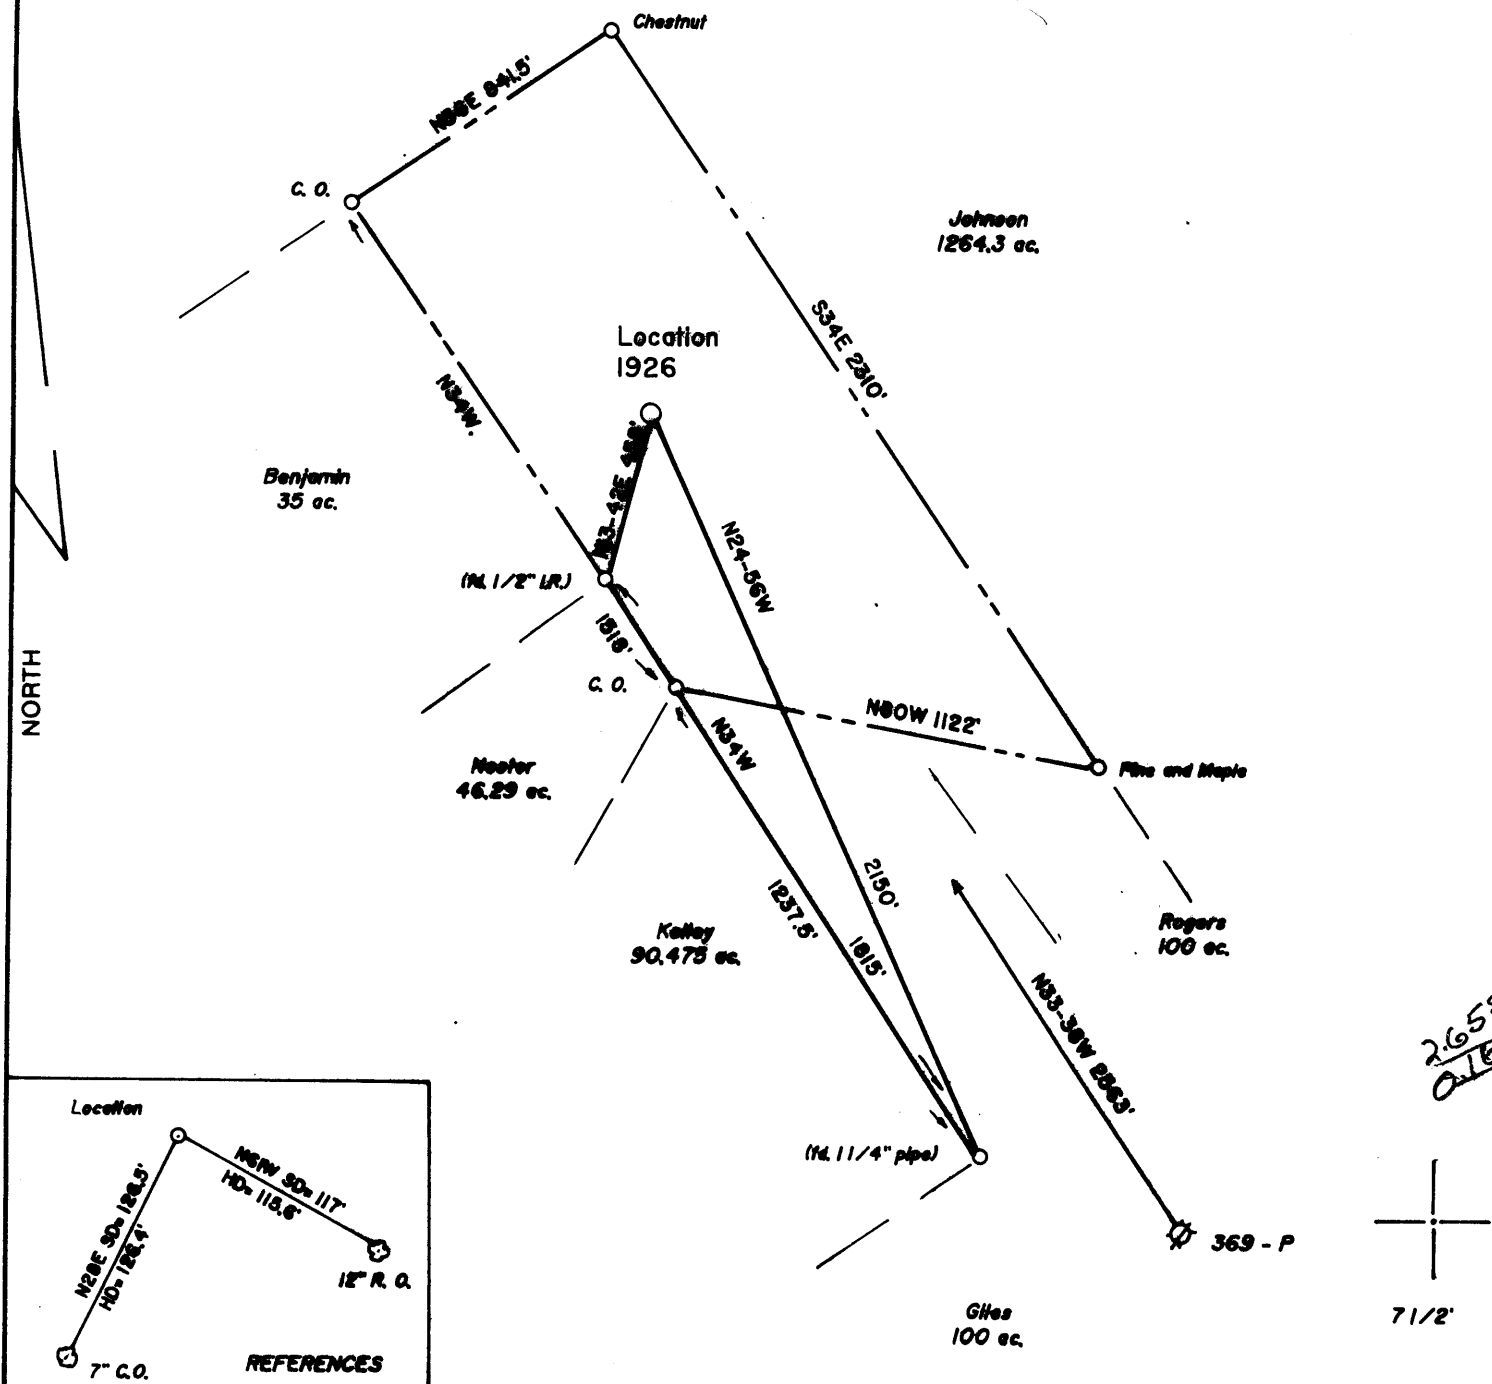 Chestnut
841.5'
C. O.
Johnson
1264.3 ac.
Location
1926
S34E 2310'
N34W.
Benjamin
35 ac.
N24-56W
2150'
(fd. 1/2" I.R.)
1518'
C. O.
N80W 1122'
NORTH
N34W
Pine and Maple
46.29 ac.
1237.5'
1815'
Kelley
90.475 ac.
Rogers
100 ac.
N33-38W 2563'
(fd. 1 1/4" pipe)
369 - P
7 1/2'
Giles
100 ac.
Location
N61W SD= 117'
HD= 115.6'
N28E SD= 126.5'
HD= 126.4'
12" R. O.
7" C.O.
REFERENCES